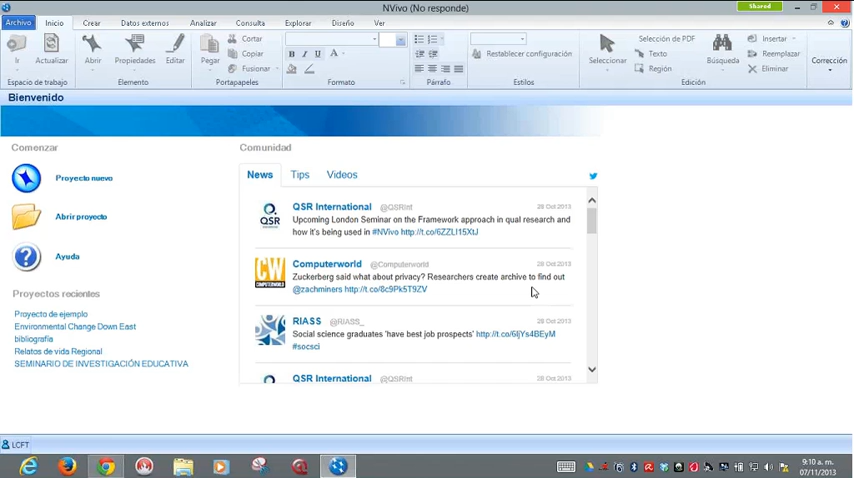 NVivo (No responde)
Shared
Archivo Inicio Crear Datos externos Analizar Consulta Explorar Diseño Ver
Ir Actualizar Abrir Propiedades Editar Pegar Cortar Copiar Fusionar
B I U A
Restablecer configuración
Seleccionar Selección de PDF Texto Región Búsqueda Insertar Reemplazar Eliminar Corrección
Espacio de trabajo Elemento Portapapeles Formato Párrafo Estilos Edición
Bienvenido
Comenzar
Proyecto nuevo
Abrir proyecto
Ayuda
Proyectos recientes
Proyecto de ejemplo
Environmental Change Down East
bibliografía
Relatos de vida Regional
SEMINARIO DE INVESTIGACIÓN EDUCATIVA
Comunidad
News Tips Videos
QSR International @QSRInt 28 Oct 2013
Upcoming London Seminar on the Framework approach in qual research and
how it's being used in #NVivo http://t.co/6ZZLI15XtJ
Computerworld @Computerworld 28 Oct 2013
Zuckerberg said what about privacy? Researchers create archive to find out
@zachminers http://t.co/8c9Pk5T9ZV
RIASS @RIASS_ 28 Oct 2013
Social science graduates 'have best job prospects' http://t.co/6ljYs4BEyM
#socsci
QSR International @QSRInt 28 Oct 2013
LCFT
9:10 a. m.
07/11/2013